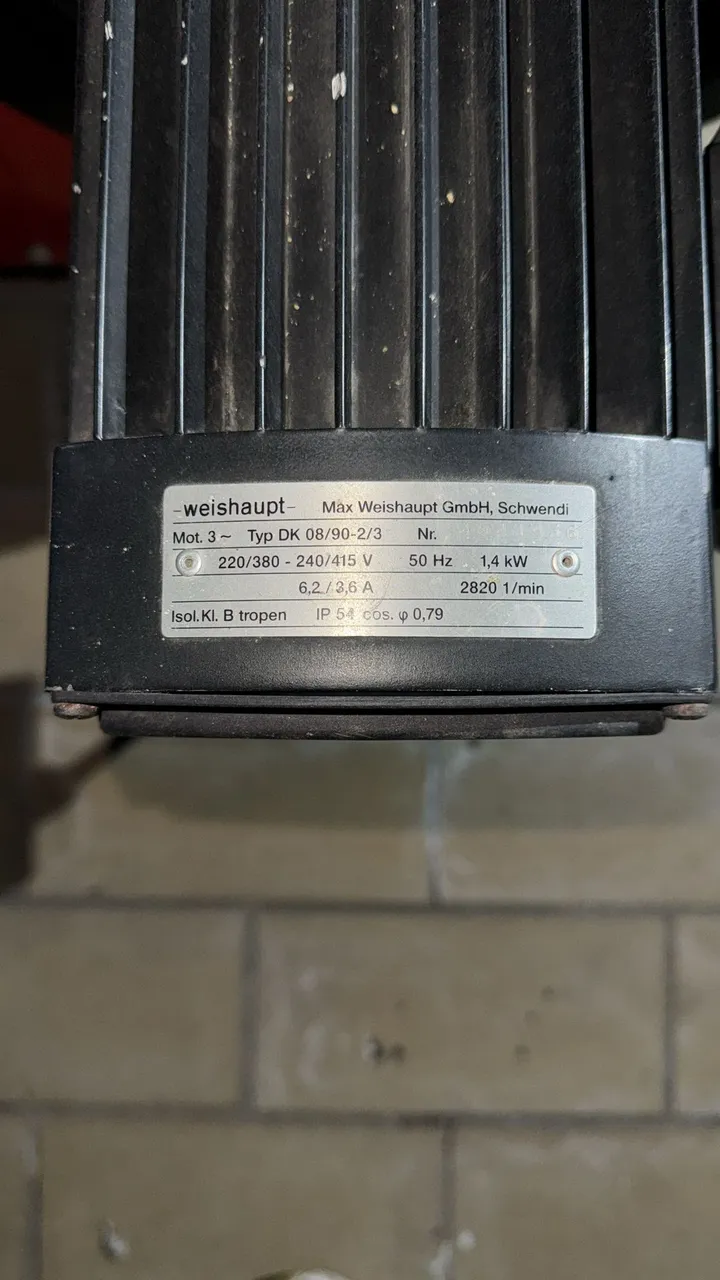 -weishaupt- Max Weishaupt GmbH, Schwendi
Mot. 3~ Typ DK 08/90-2/3 Nr.
220/380 - 240/415 V 50 Hz 1,4 kW
6,2 / 3,6 A 2820 1/min
Isol.Kl. B tropen IP 54 cos. φ 0,79